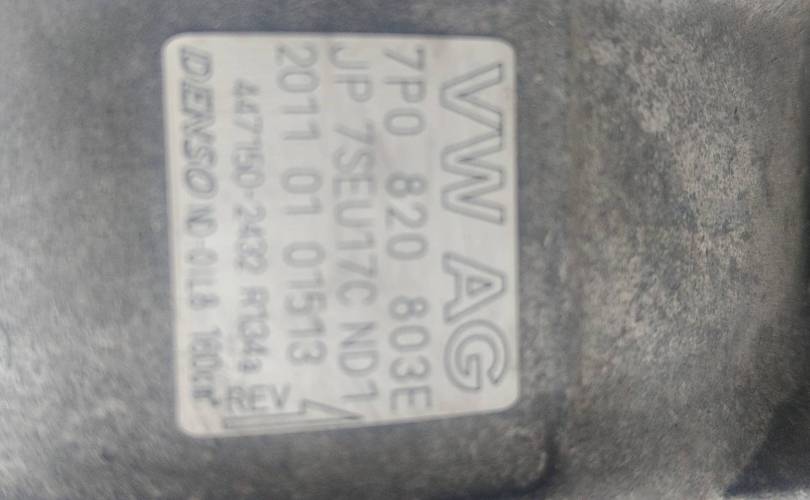 VW AG
7P0 820 803E
JP 7SEU17C ND1
2011 01 01513
447150-2432 R134a
REV
DENSO ND-OIL8 160cm³